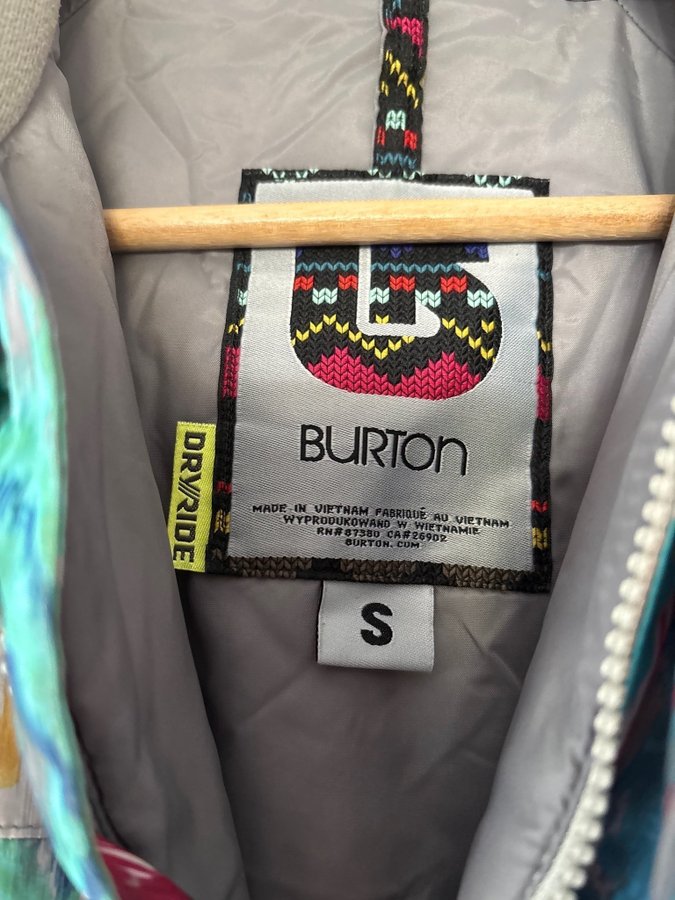 BURTON
MADE IN VIETNAM FABRIQUÉ AU VIETNAM
WYPRODUKOWANO W WIETNAMIE
RN#87380 CA#26902
BURTON.COM
DRY//RIDE
S